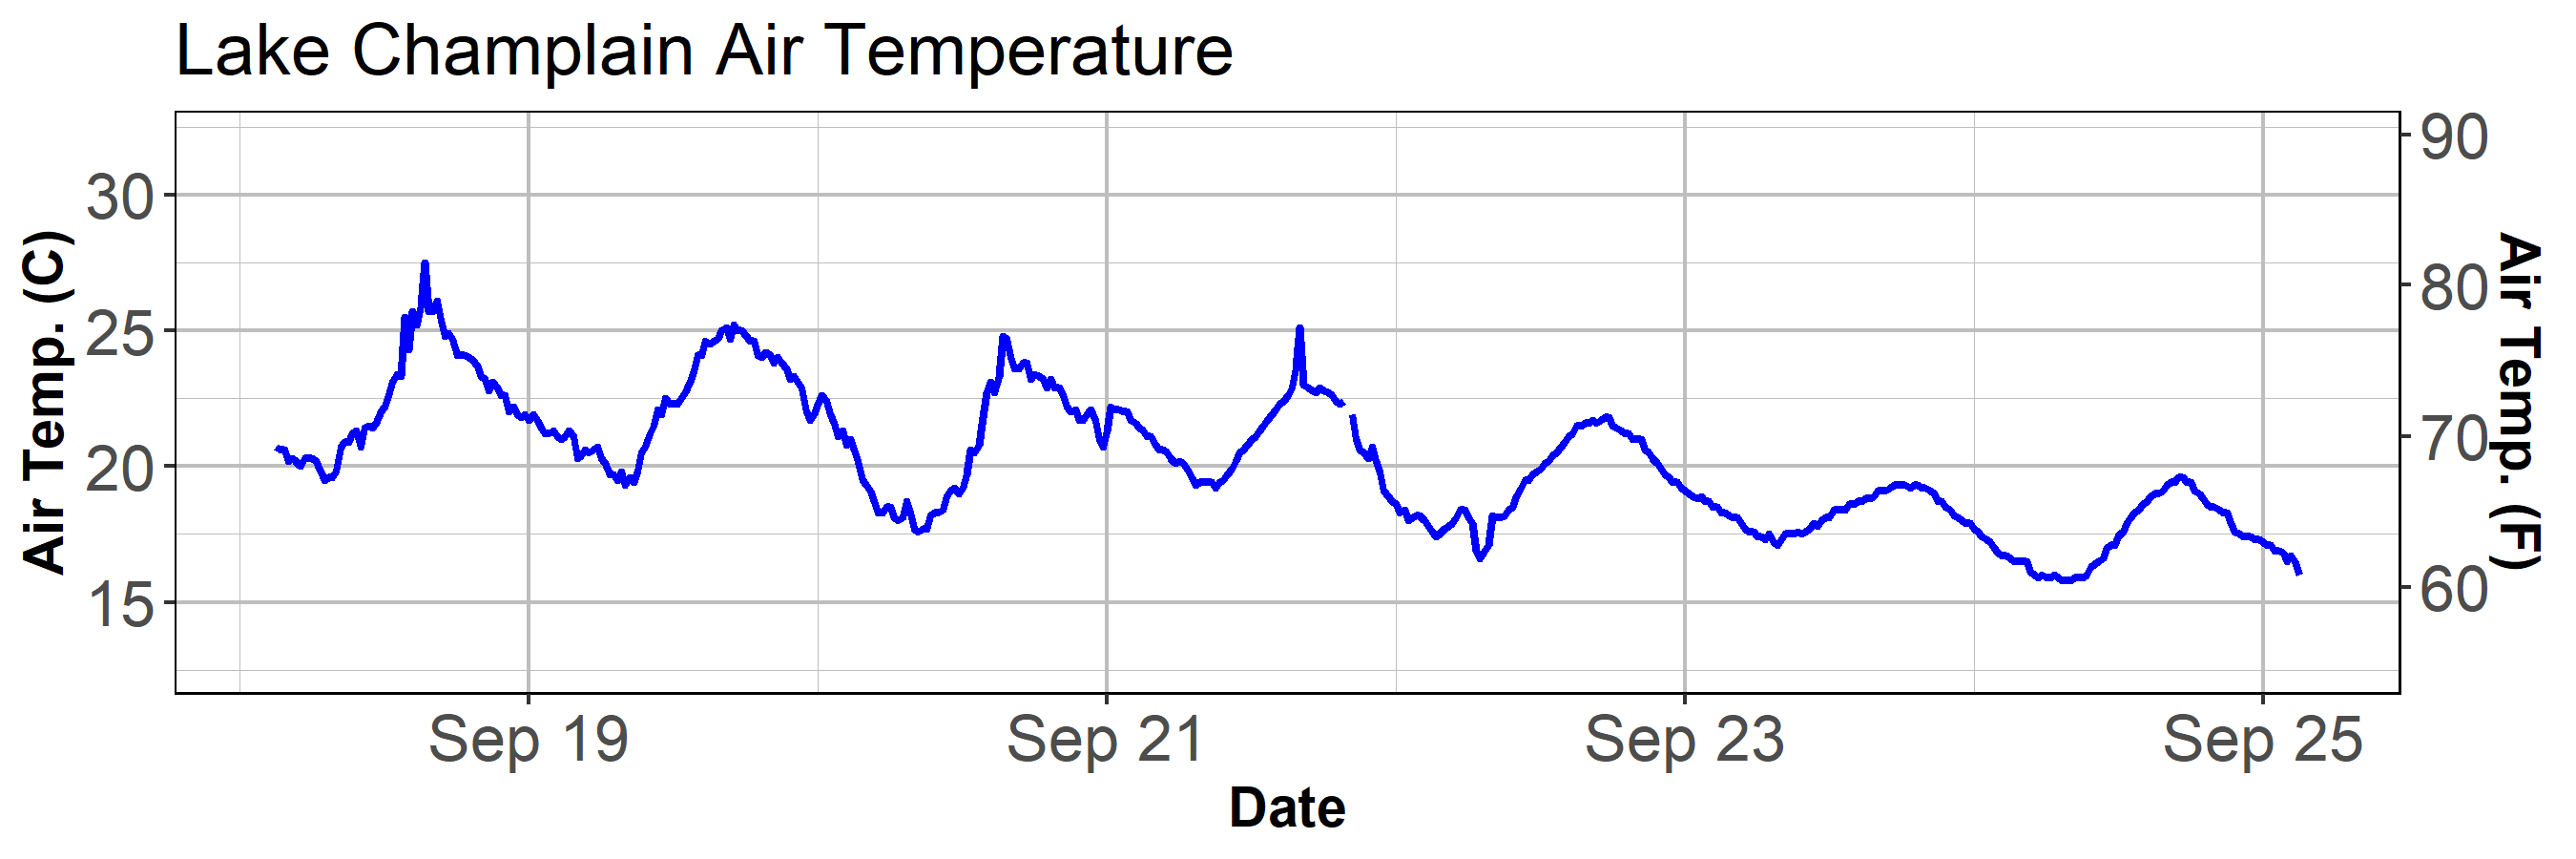 Lake Champlain Air Temperature
Air Temp. (C)
30
25
20
15
90
80
70
60
Air Temp. (F)
Sep 19
Sep 21
Sep 23
Sep 25
Date